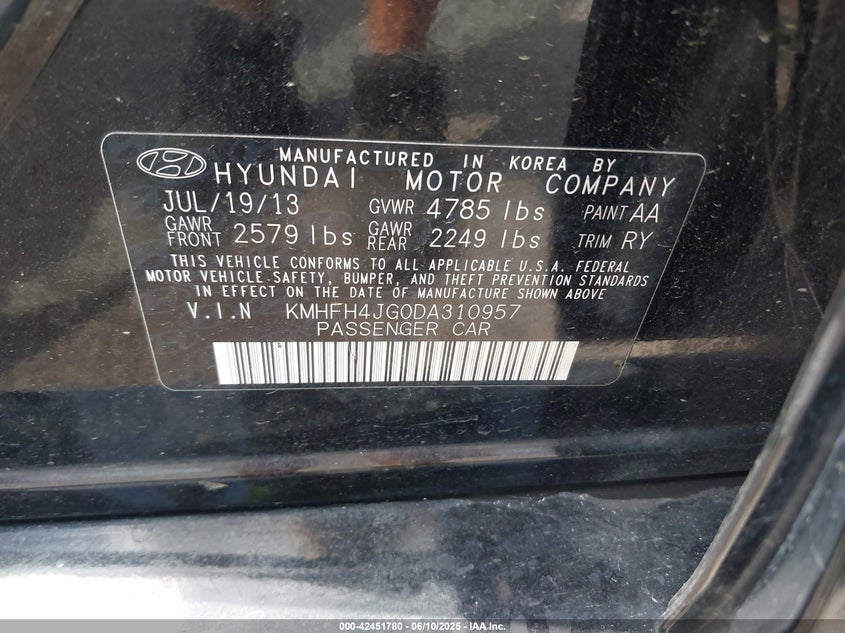 MANUFACTURED IN KOREA BY
HYUNDAI MOTOR COMPANY
JUL/19/13 GVWR 4785 lbs PAINT AA
GAWR FRONT 2579 lbs GAWR REAR 2249 lbs TRIM RY
THIS VEHICLE CONFORMS TO ALL APPLICABLE U.S.A. FEDERAL
MOTOR VEHICLE SAFETY, BUMPER, AND THEFT PREVENTION STANDARDS
IN EFFECT ON THE DATE OF MANUFACTURE SHOWN ABOVE
V.I.N KMHFH4JG0DA310957
PASSENGER CAR
000-42451780 - 06/10/2025 - IAA Inc.